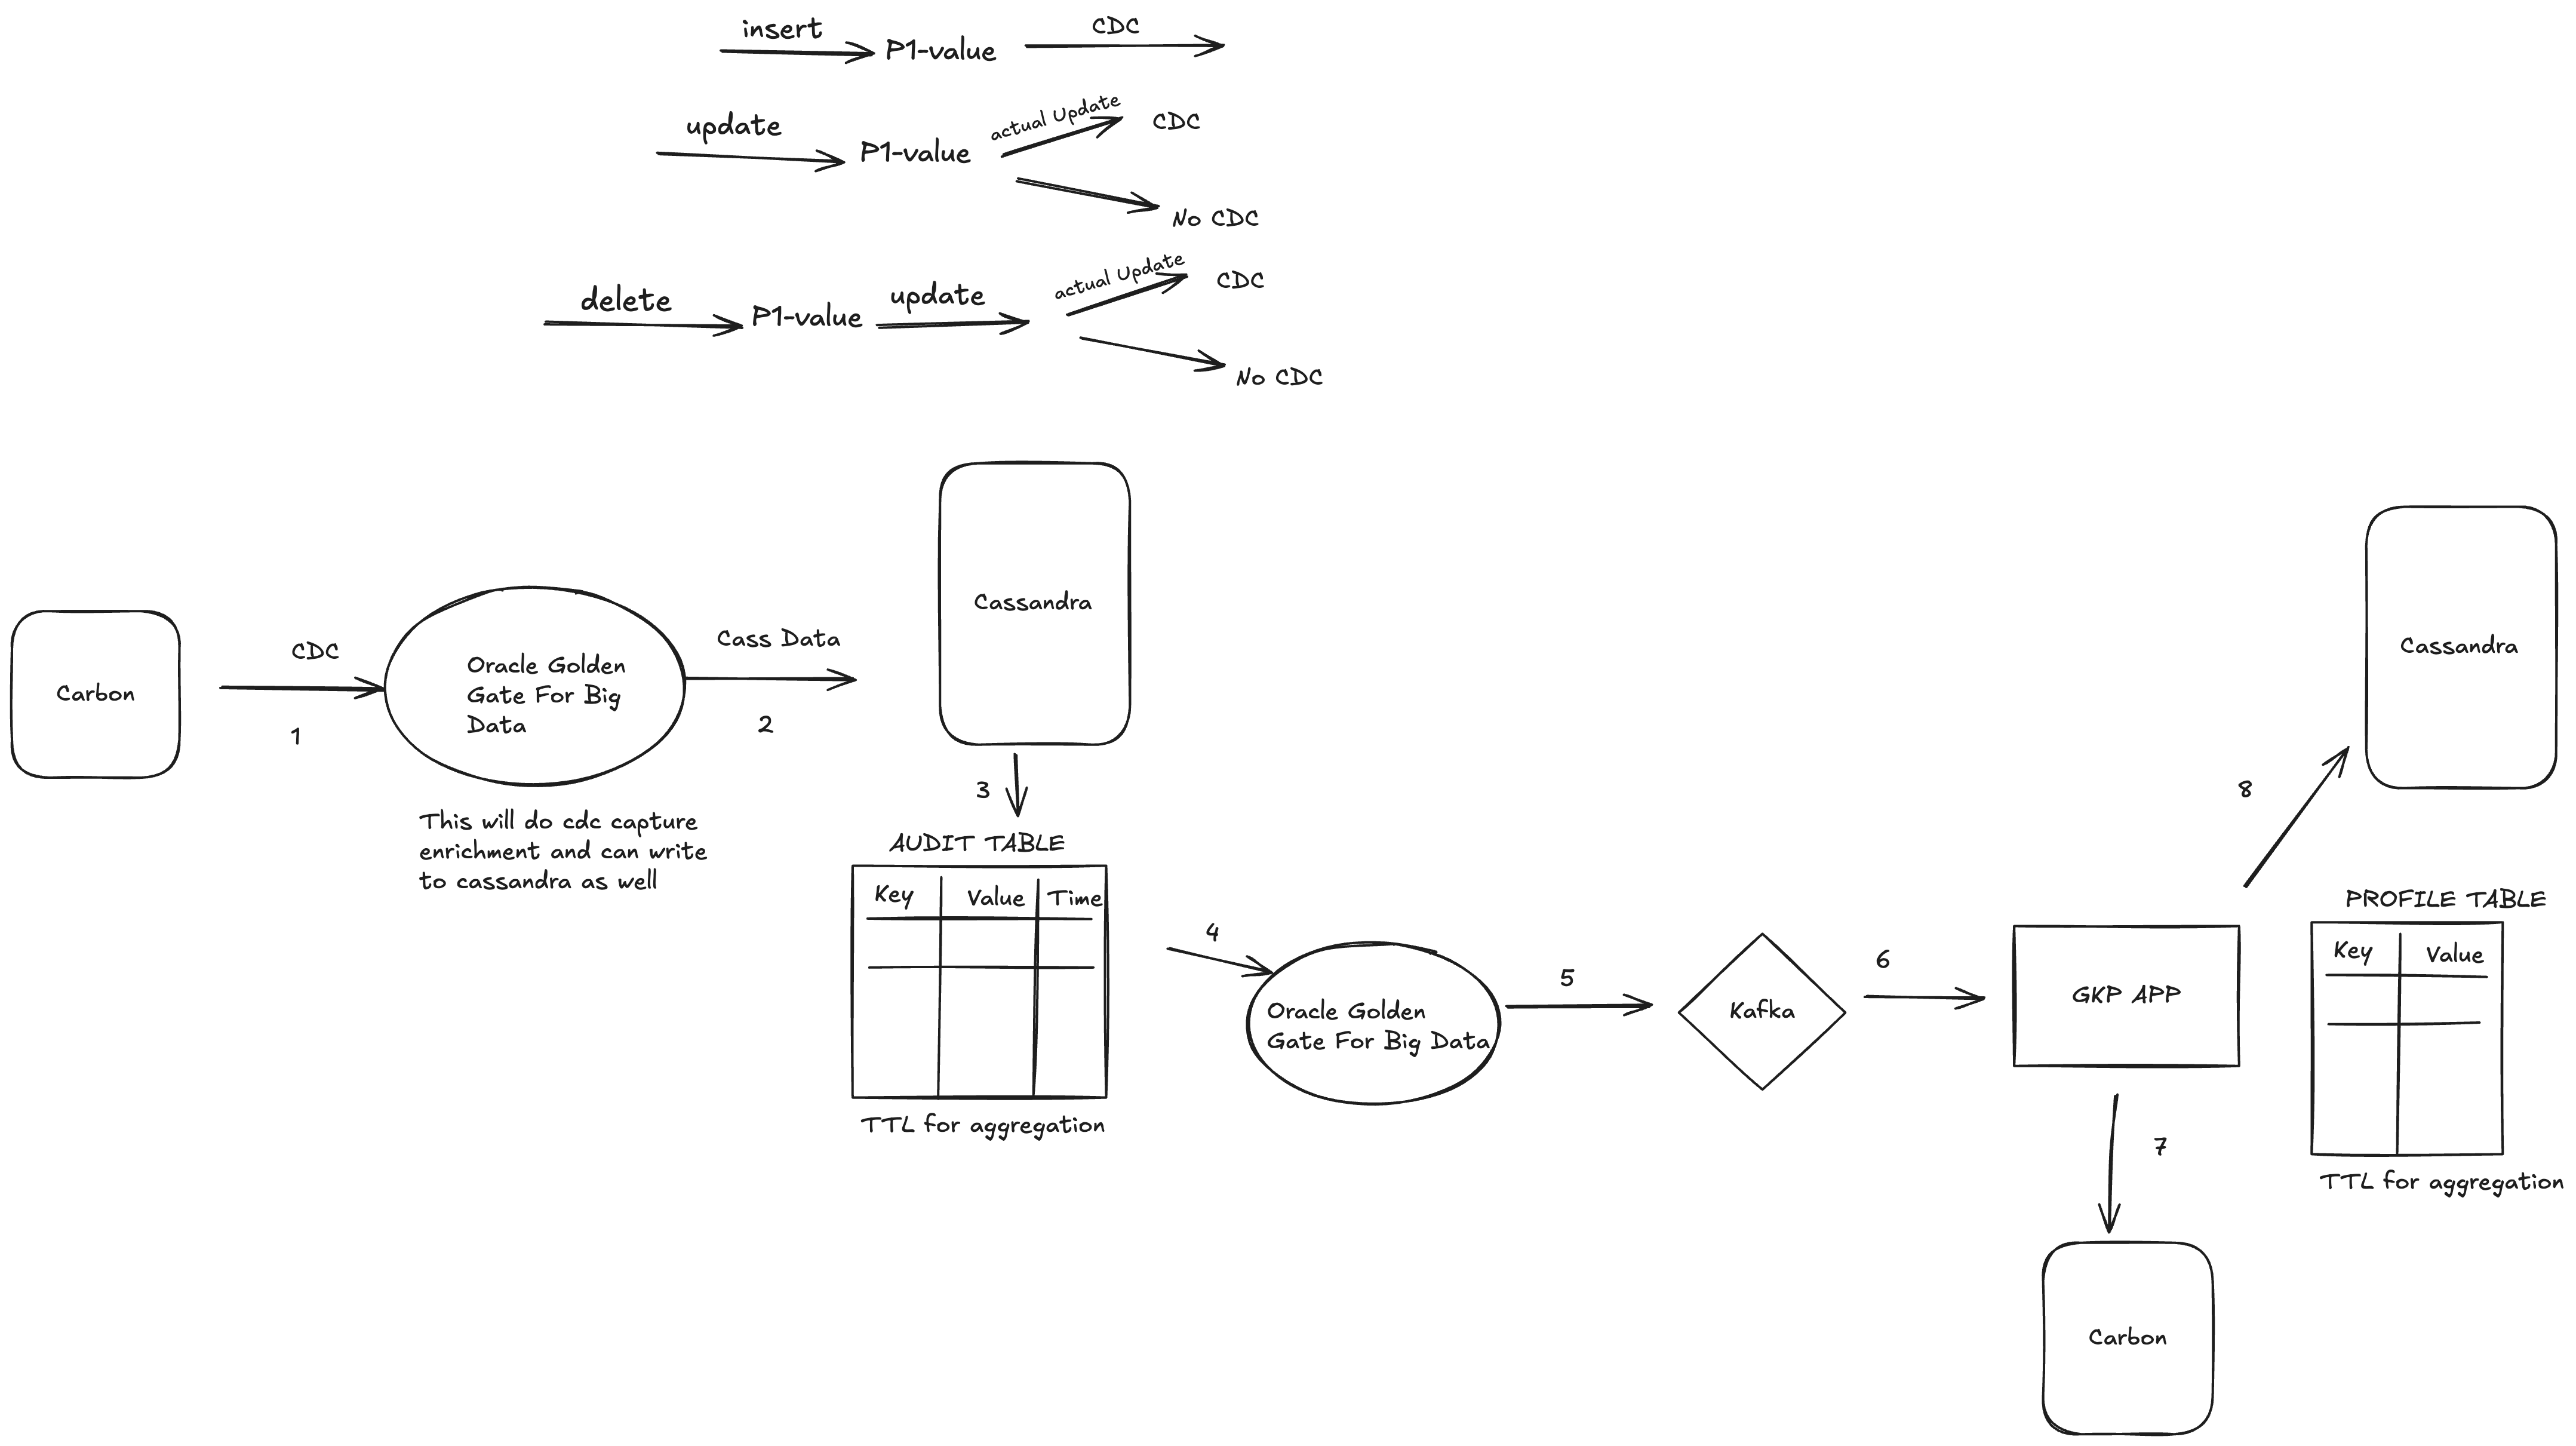 insert
P1-value
CDC
update
P1-value
actual Update
CDC
No CDC
delete
P1-value
update
actual Update
CDC
No CDC
Carbon
CDC
1
Oracle Golden
Gate For Big
Data
This will do cdc capture
enrichment and can write
to cassandra as well
Cass Data
2
Cassandra
3
AUDIT TABLE
Key Value Time
TTL for aggregation
4
Oracle Golden
Gate For Big Data
5
Kafka
6
GKP APP
7
Carbon
8
Cassandra
PROFILE TABLE
Key Value
TTL for aggregation